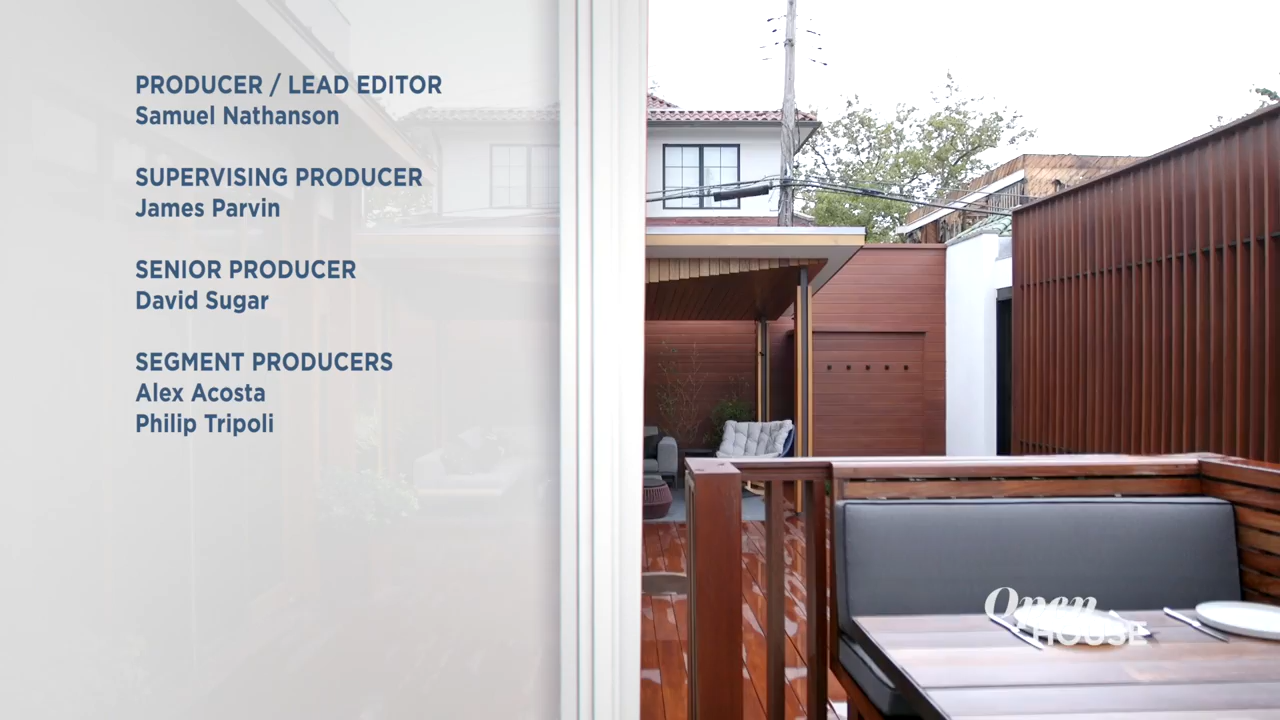 PRODUCER / LEAD EDITOR
Samuel Nathanson
SUPERVISING PRODUCER
James Parvin
SENIOR PRODUCER
David Sugar
SEGMENT PRODUCERS
Alex Acosta
Philip Tripoli
Open
HOUSE